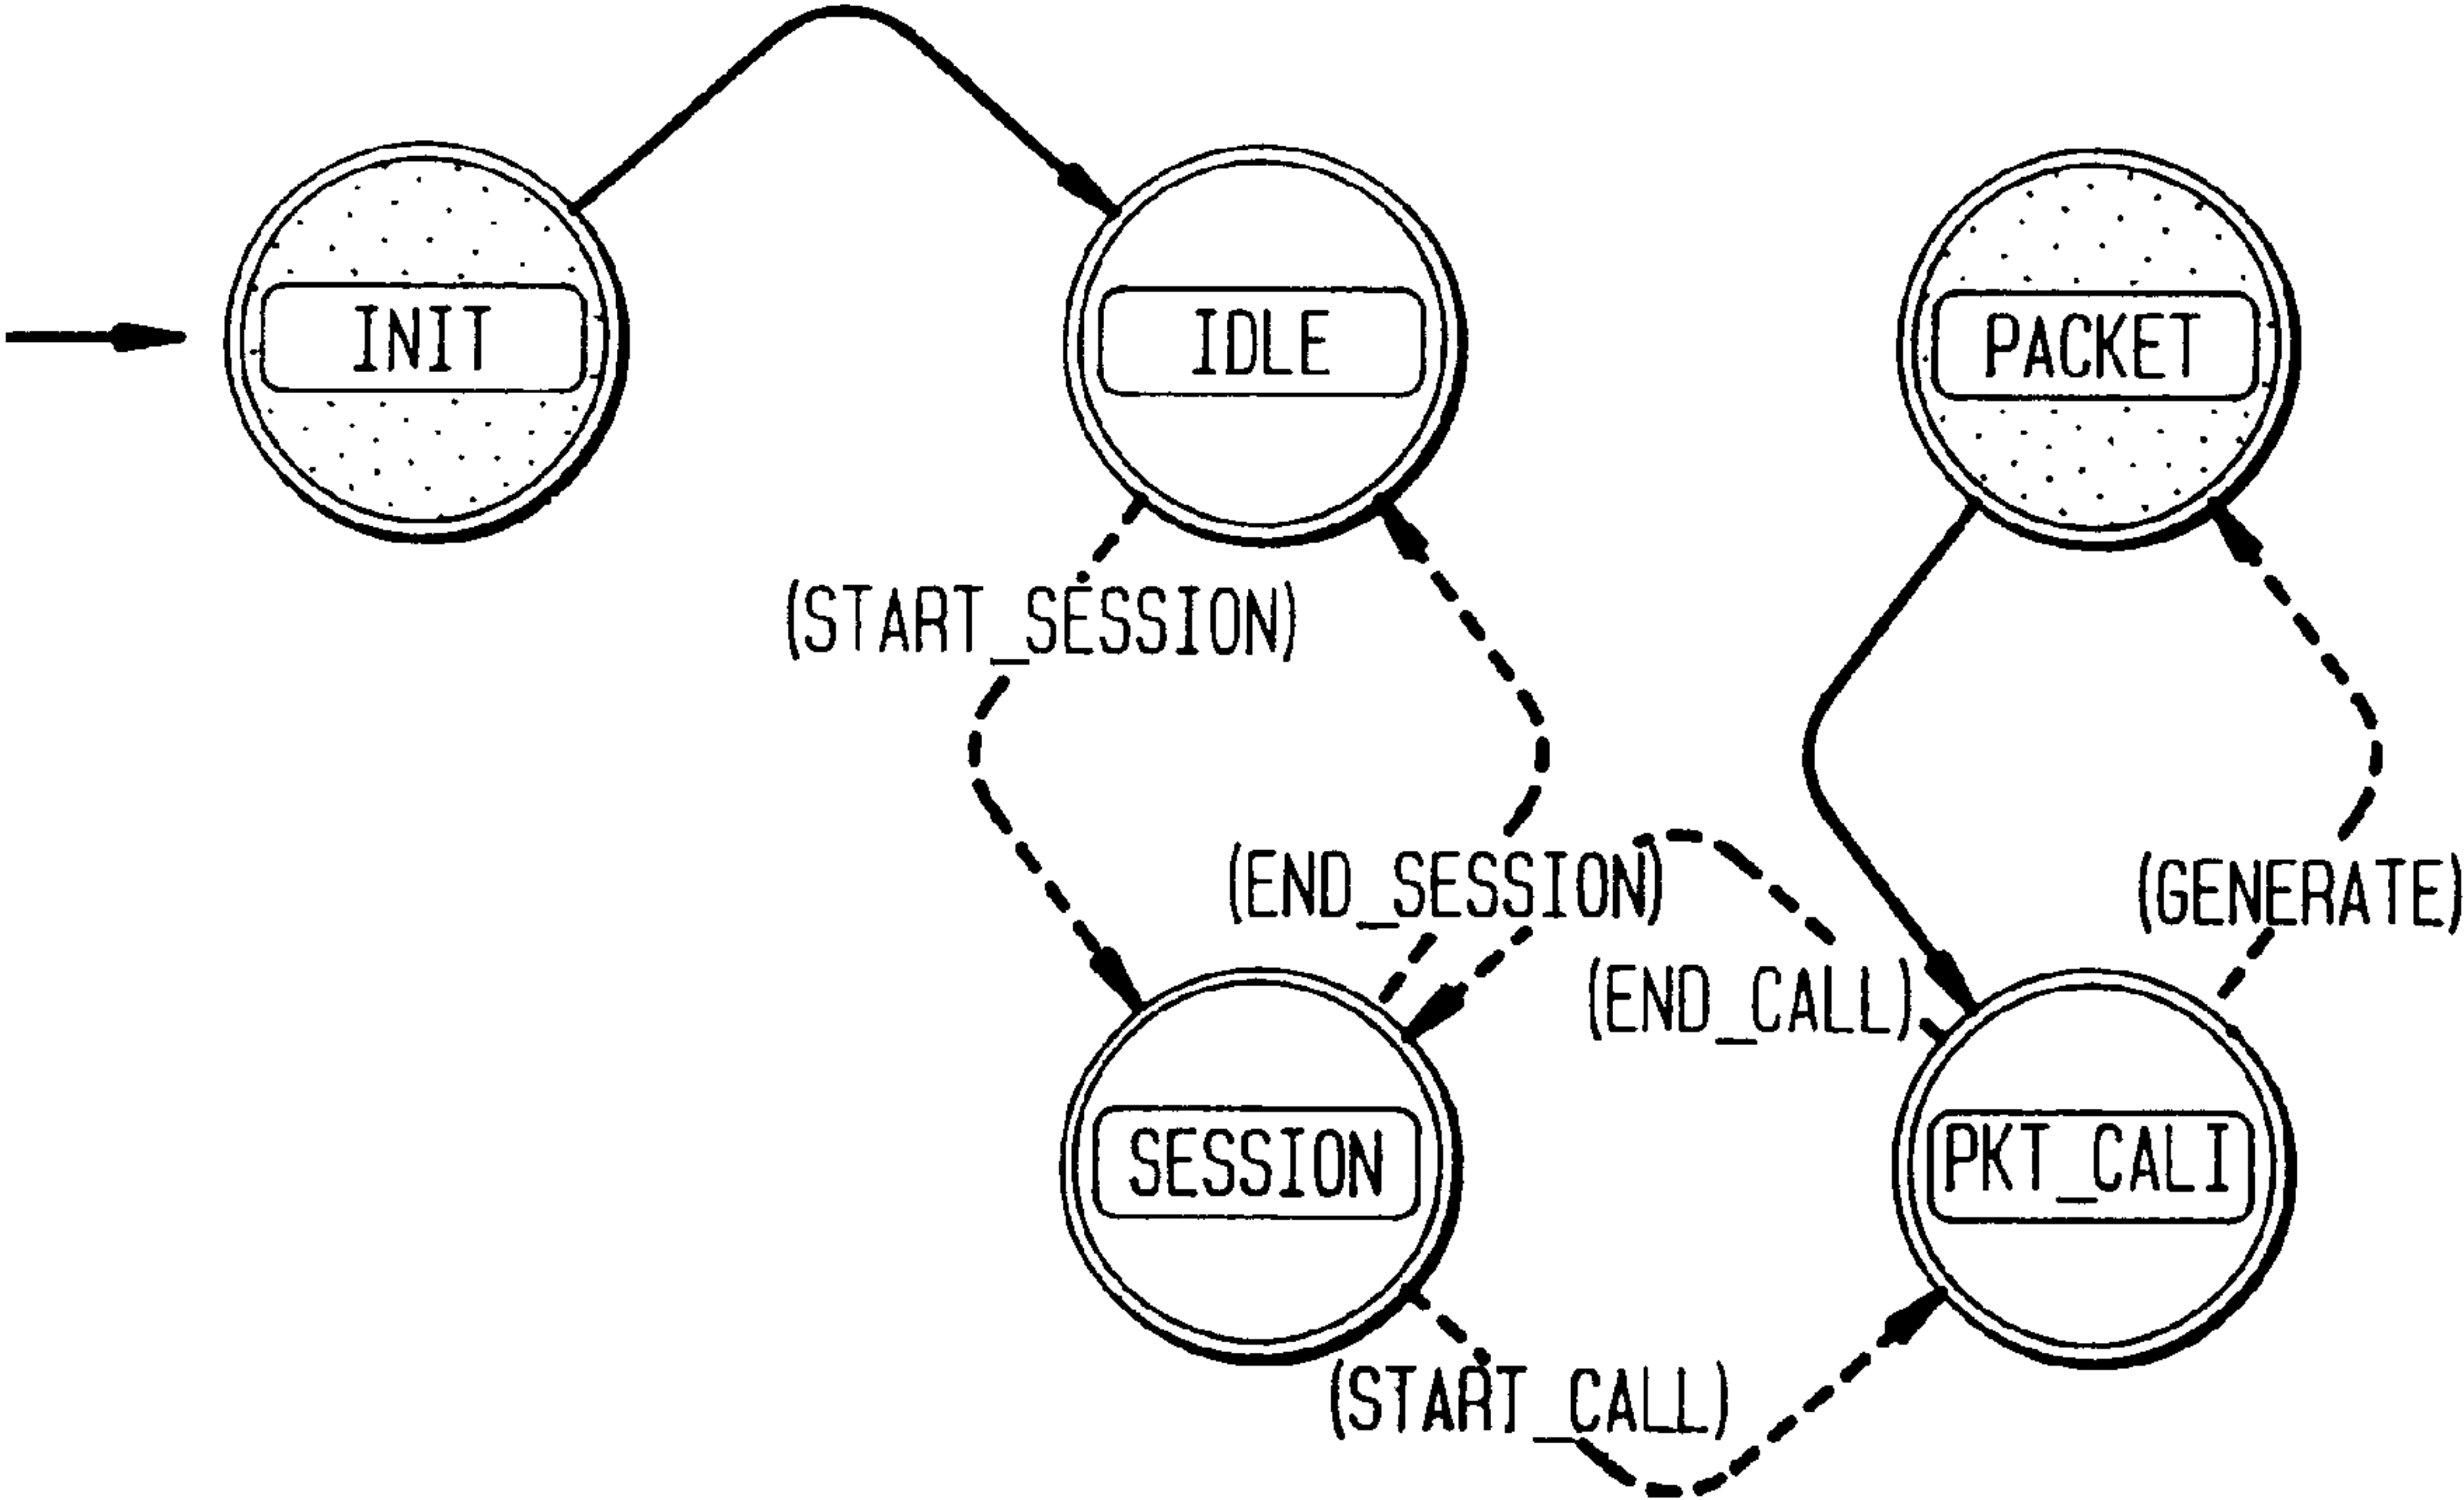 INIT
IDLE
PACKET
(START_SESSION)
(END_SESSION)
(GENERATE)
(END_CALL)
SESSION
PKT_CALI
(START_CALL)